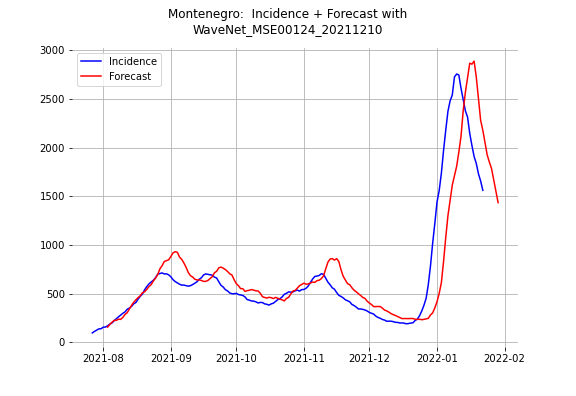 Montenegro:  Incidence + Forecast with
WaveNet_MSE00124_20211210
Incidence
Forecast
3000
2500
2000
1500
1000
500
0
2021-08 2021-09 2021-10 2021-11 2021-12 2022-01 2022-02